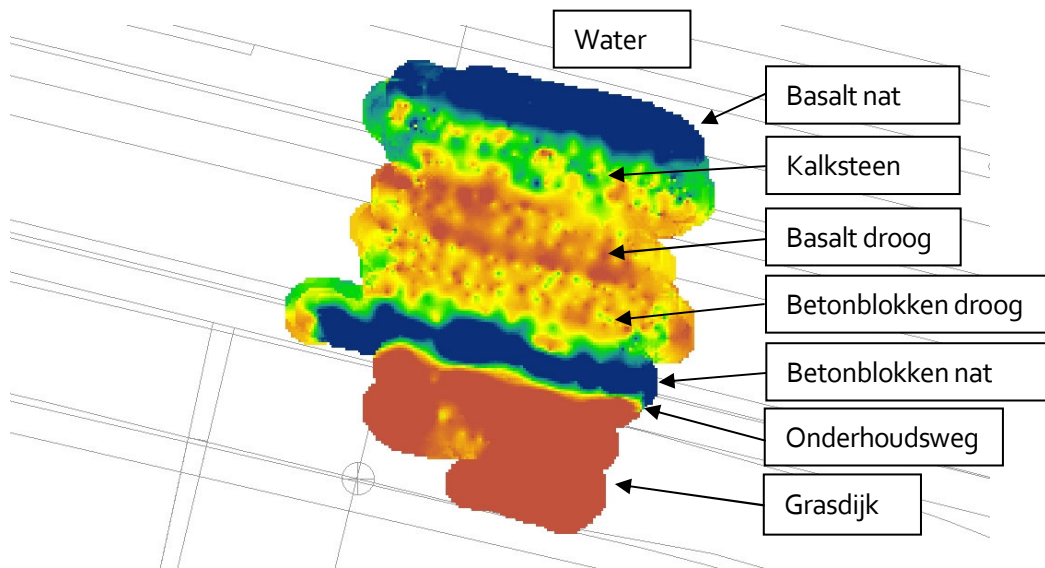 Water
Basalt nat
Kalksteen
Basalt droog
Betonblokken droog
Betonblokken nat
Onderhoudsweg
Grasdijk